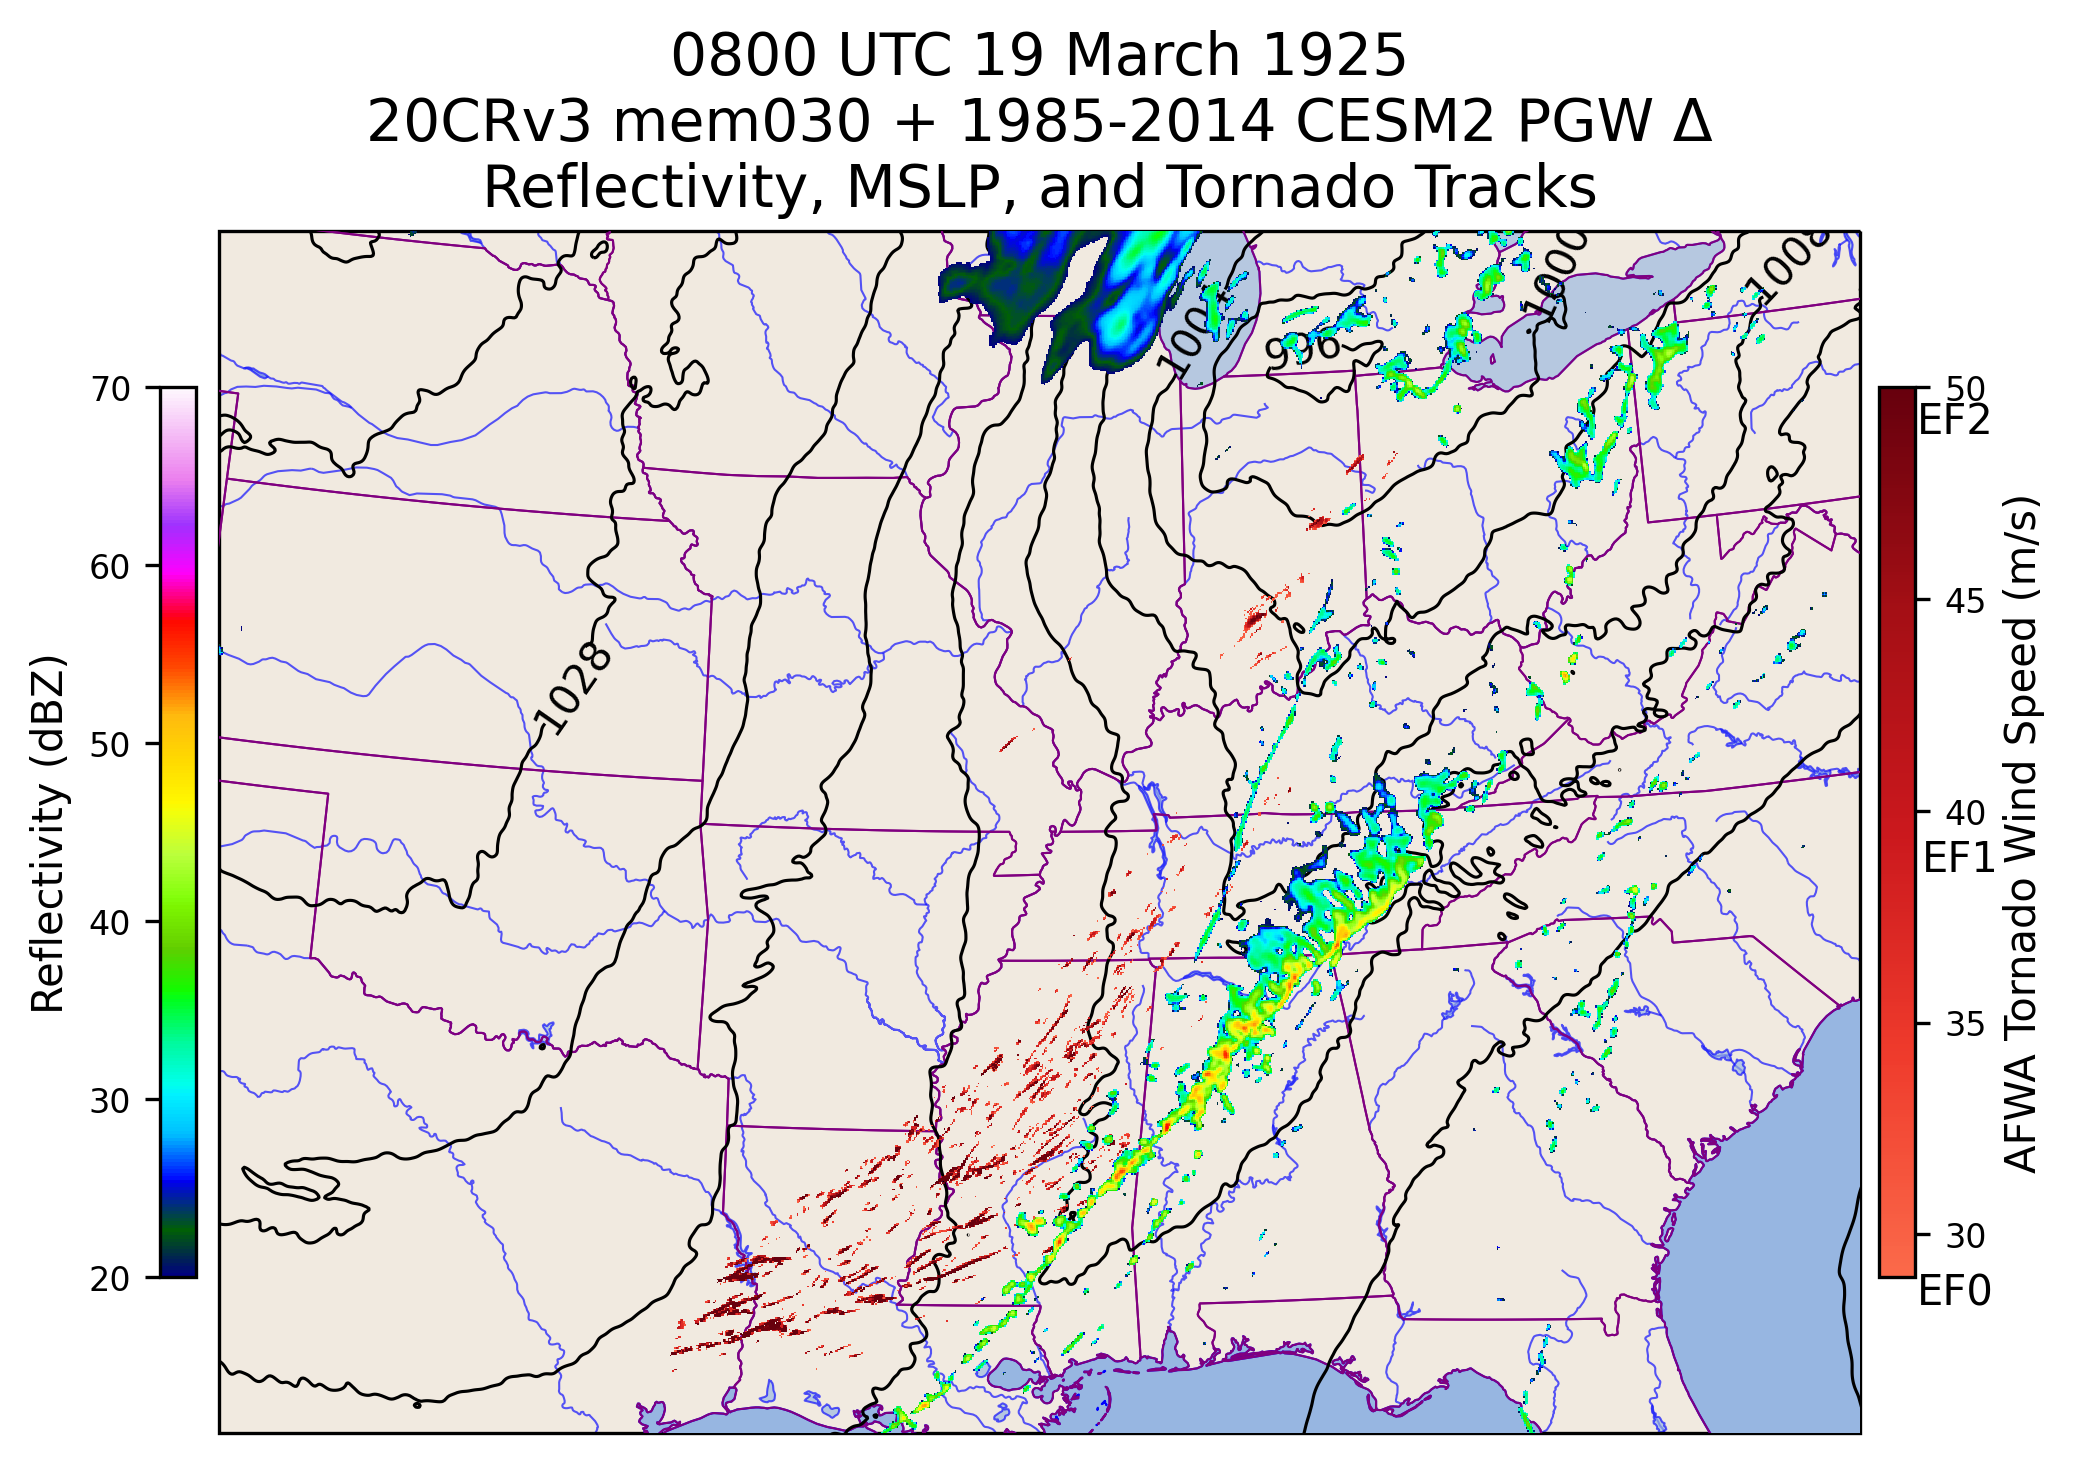 0800 UTC 19 March 1925
20CRv3 mem030 + 1985-2014 CESM2 PGW Δ
Reflectivity, MSLP, and Tornado Tracks
1000
1008
1004
996
1028
70
60
50
40
30
20
Reflectivity (dBZ)
50
EF2
45
40
EF1
35
30
EF0
AFWA Tornado Wind Speed (m/s)